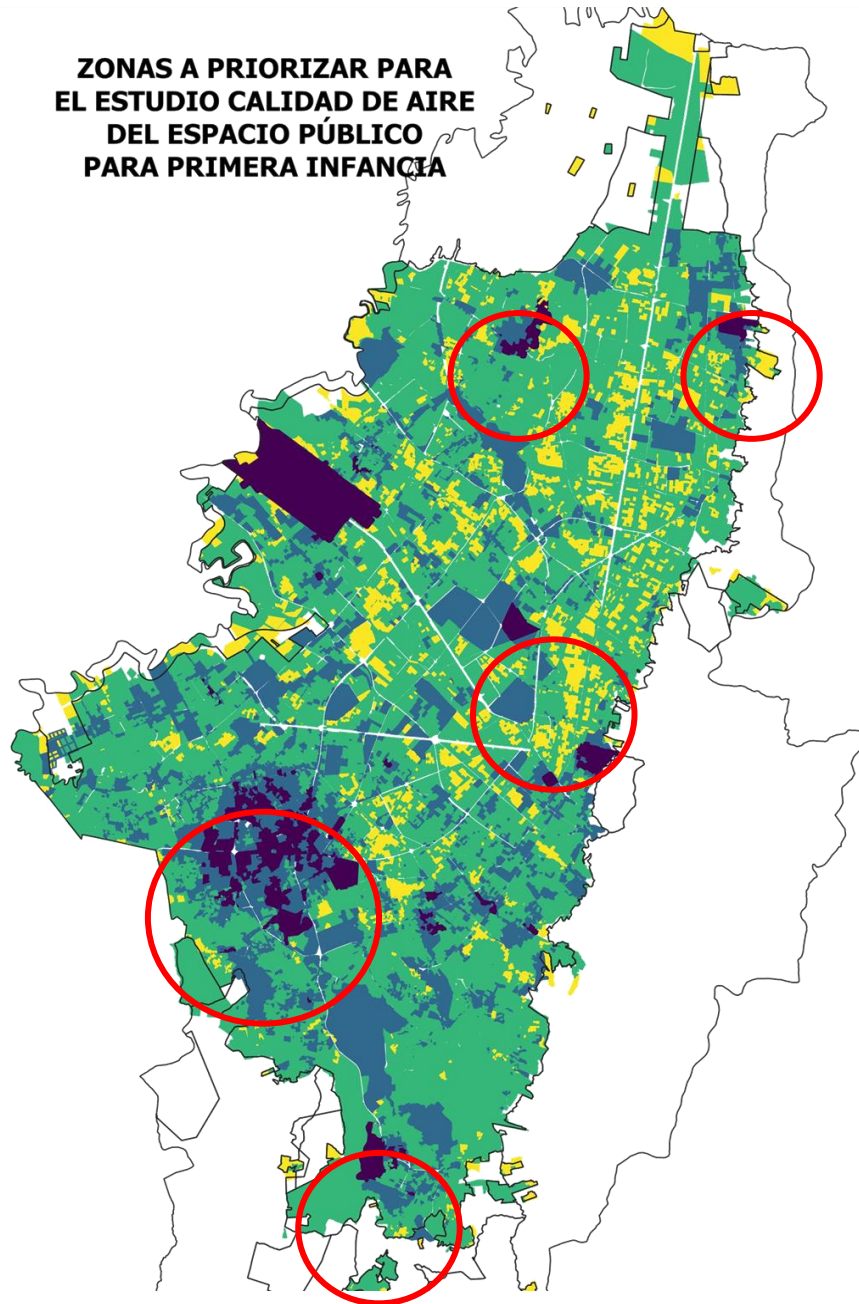 ZONAS A PRIORIZAR PARA
EL ESTUDIO CALIDAD DE AIRE
DEL ESPACIO PÚBLICO
PARA PRIMERA INFANCIA